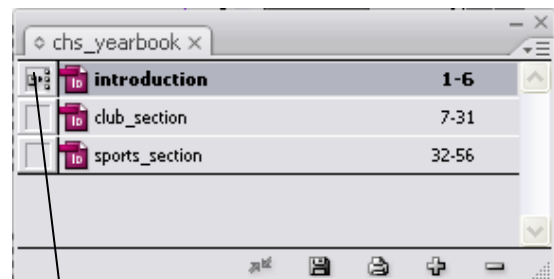 chs_yearbook
introduction 1-6
club_section 7-31
sports_section 32-56